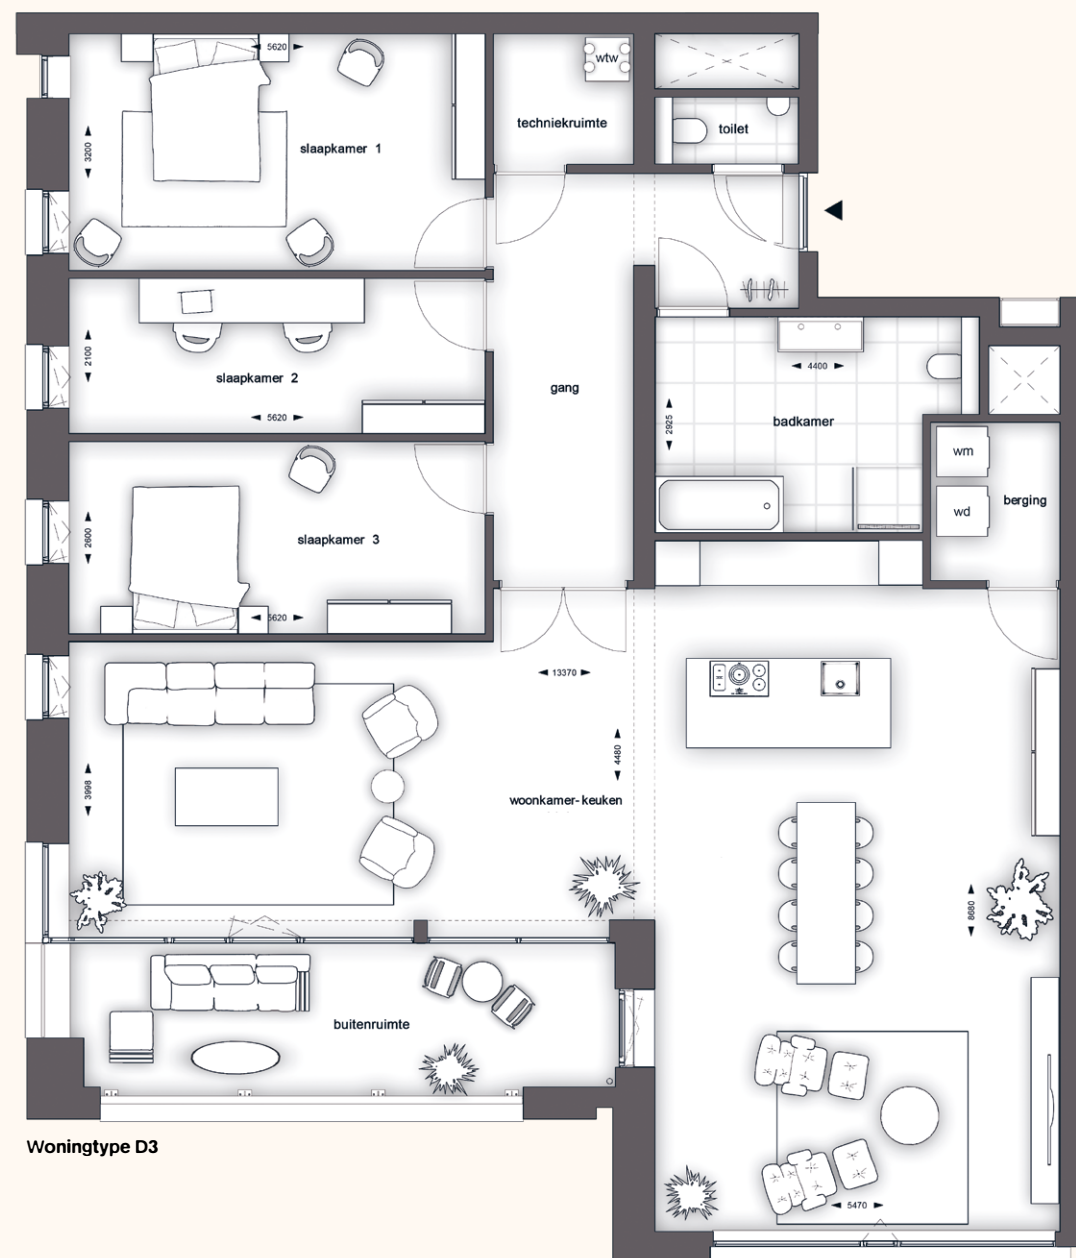 5620
wtw
techniekruimte
toilet
3200
slaapkamer 1
2100
slaapkamer 2
5620
gang
4400
2925
badkamer
wm
wd
berging
2600
slaapkamer 3
5620
13370
4480
3998
woonkamer- keuken
8680
buitenruimte
5470
Woningtype D3